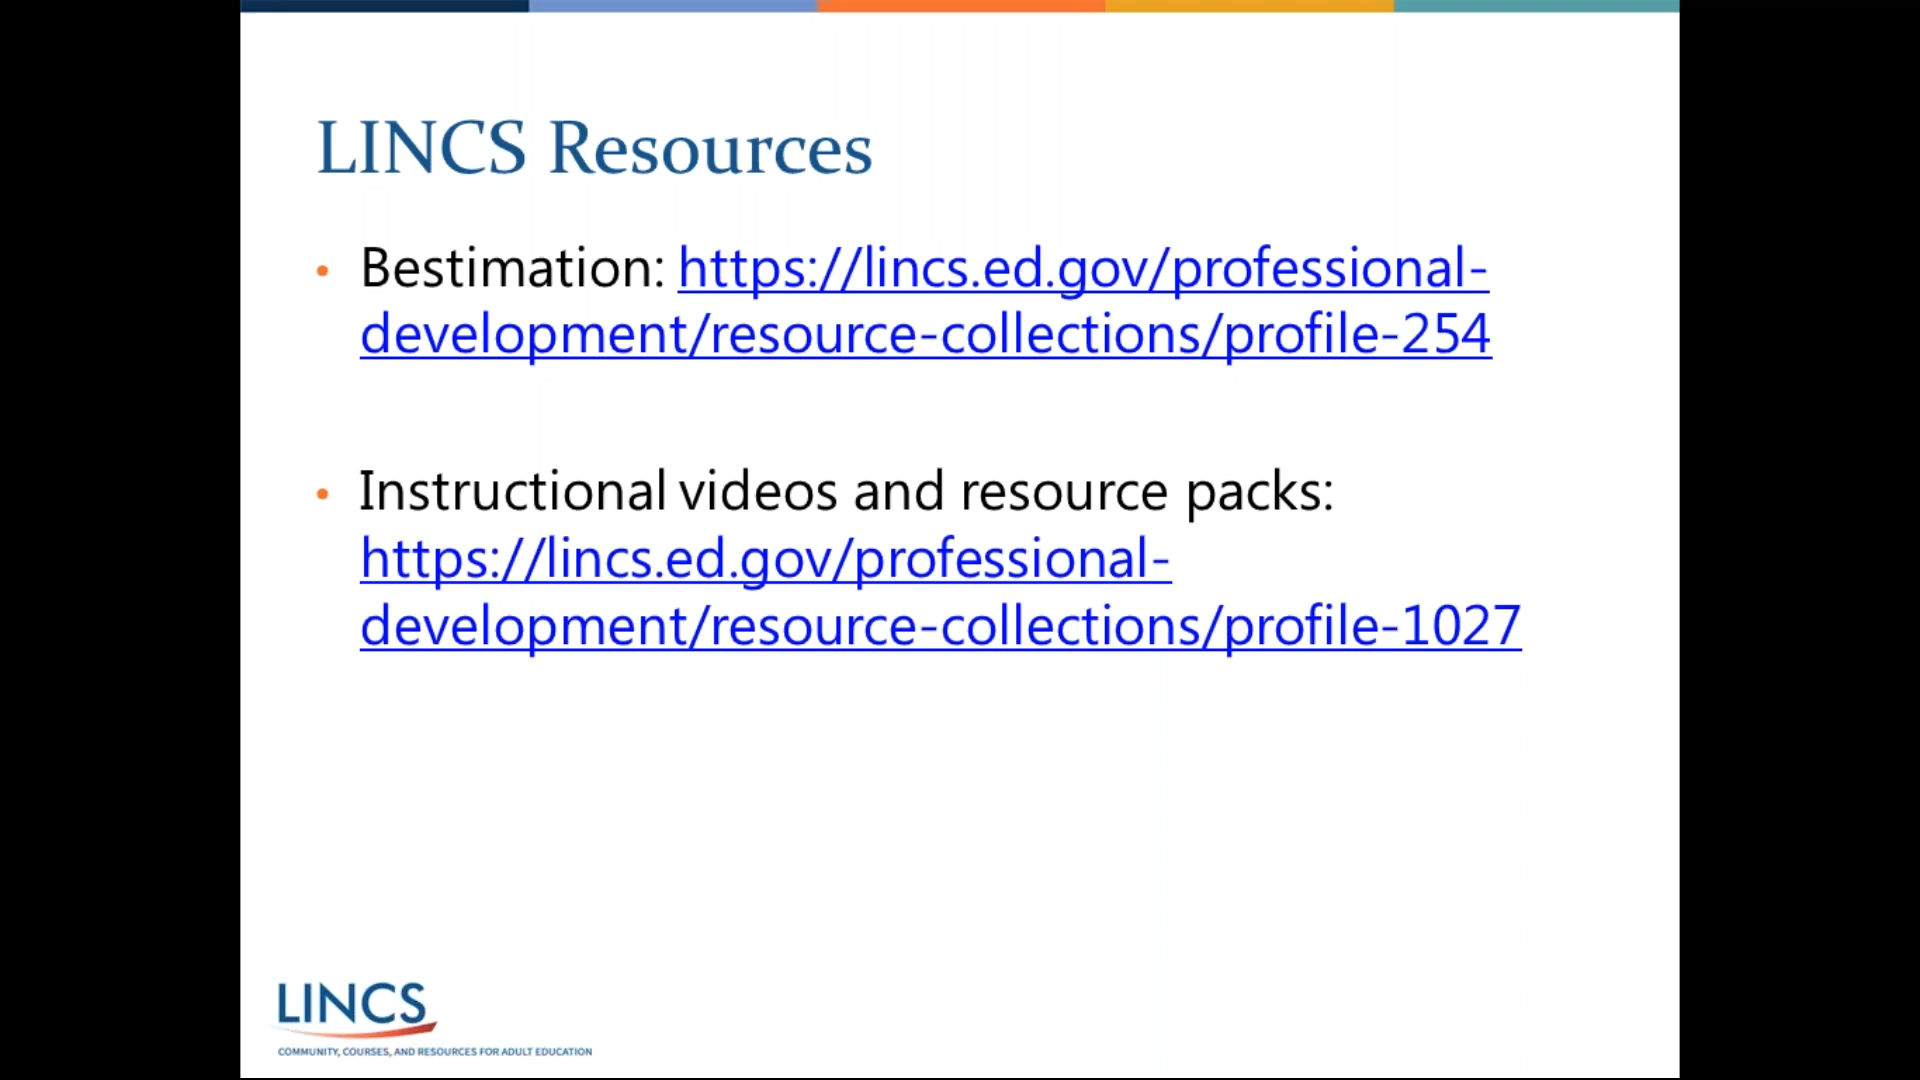 LINCS Resources
• Bestimation: https://lincs.ed.gov/professional-
development/resource-collections/profile-254
• Instructional videos and resource packs:
https://lincs.ed.gov/professional-
development/resource-collections/profile-1027
LINCS
COMMUNITY, COURSES, AND RESOURCES FOR ADULT EDUCATION